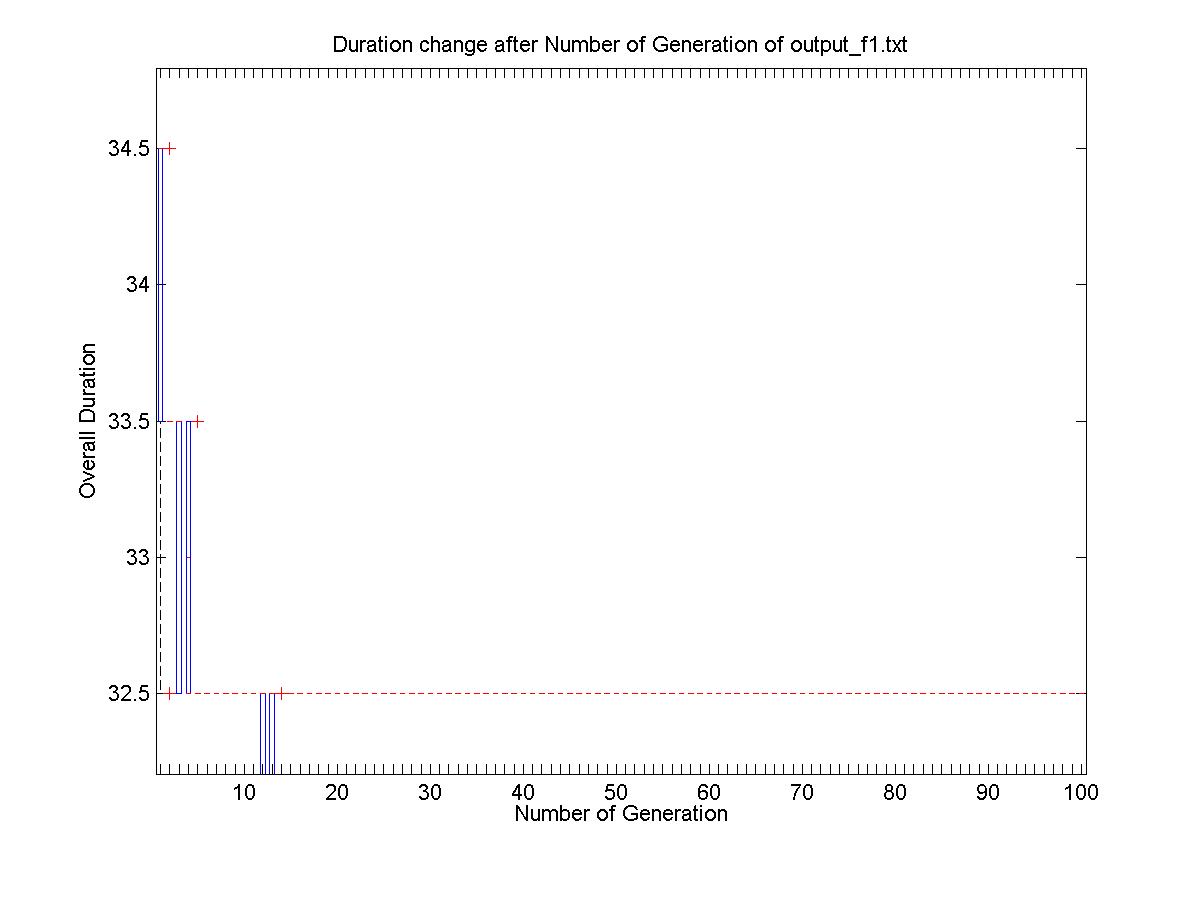 Duration change after Number of Generation of output_f1.txt
34.5
34
33.5
33
32.5
Overall Duration
10 20 30 40 50 60 70 80 90 100
Number of Generation